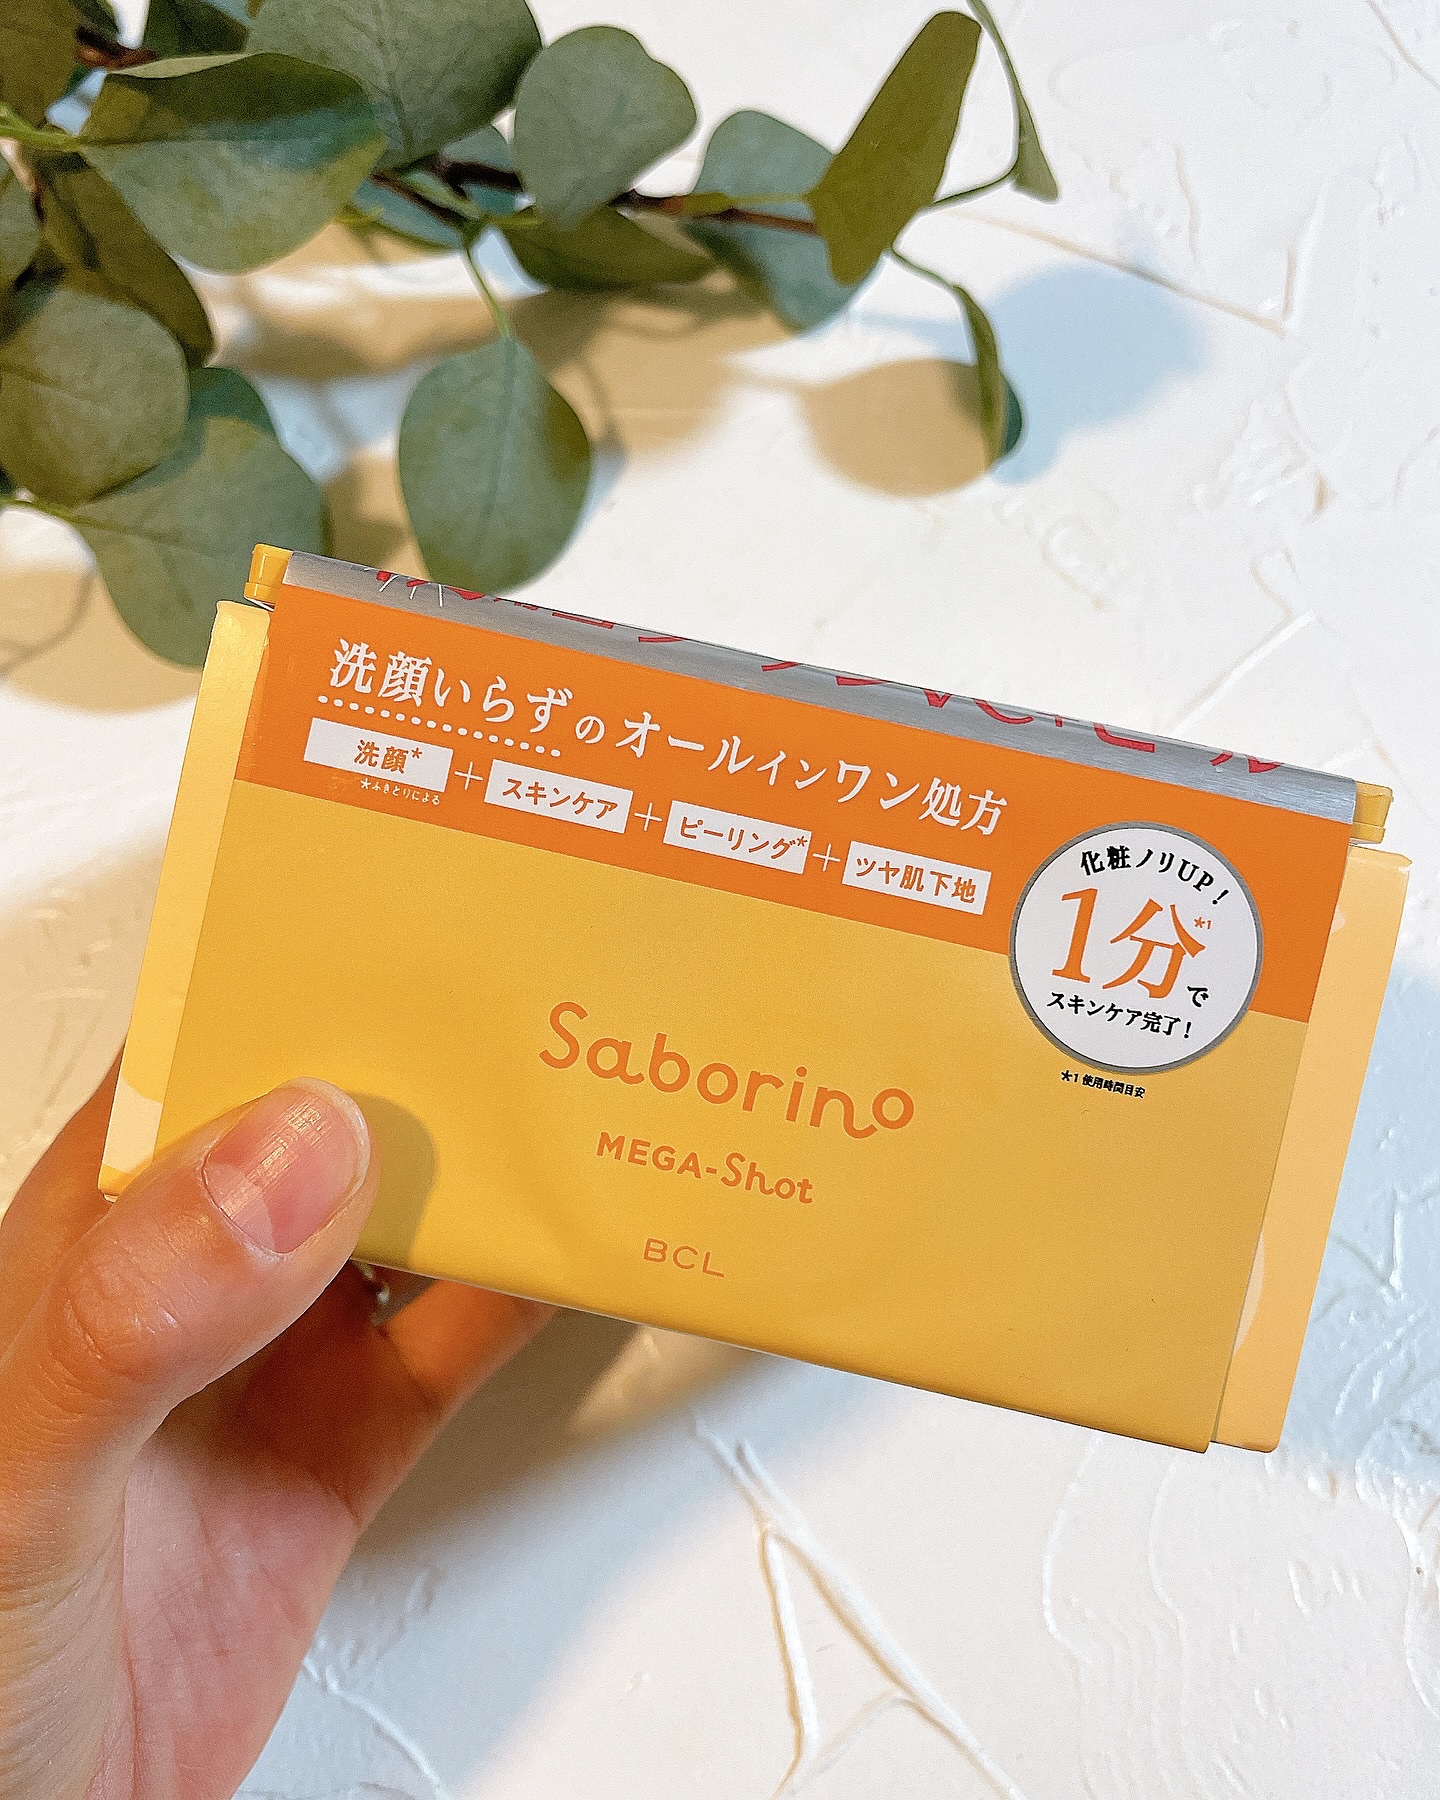 洗顔いらずのオールインワン処方
洗顔* + スキンケア + ピーリング* + ツヤ肌下地
*ふきとりによる
化粧ノリUP!
1分*1で
スキンケア完了!
*1 使用時間目安
Saborino
MEGA-Shot
BCL